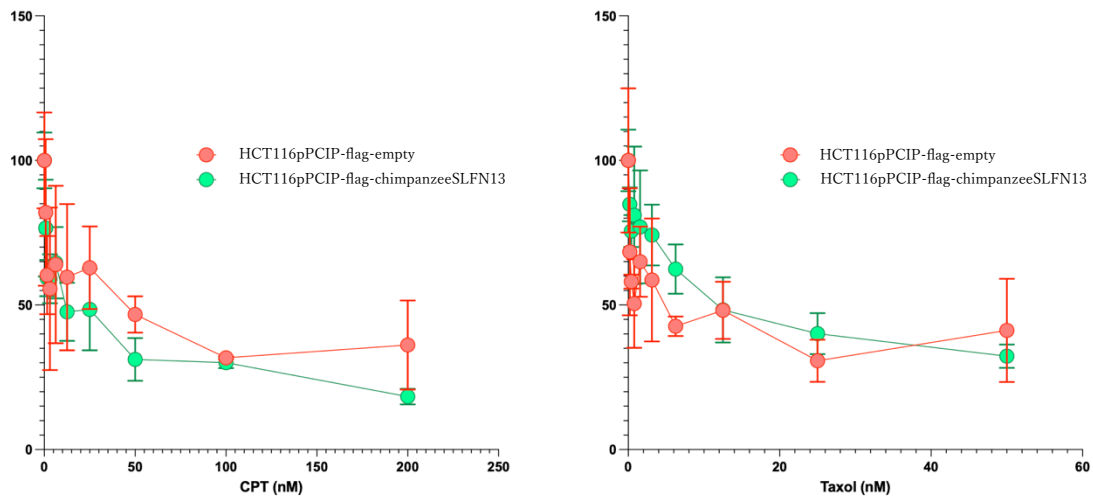 150
100
50
0
0 50 100 150 200 250
CPT (nM)
HCT116pPCIP-flag-empty
HCT116pPCIP-flag-chimpanzeeSLFN13
150
100
50
0
0 20 40 60
Taxol (nM)
HCT116pPCIP-flag-empty
HCT116pPCIP-flag-chimpanzeeSLFN13